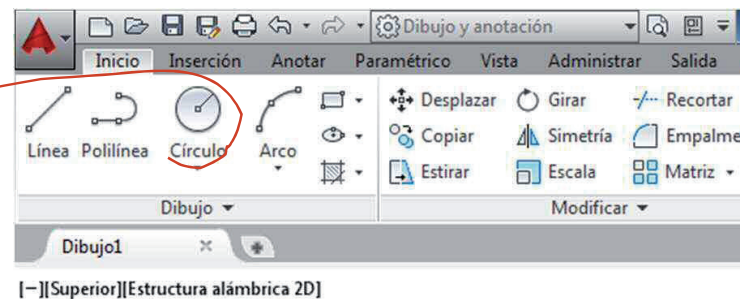 Dibujo y anotación
Inicio Inserción Anotar Paramétrico Vista Administrar Salida
Línea Polilínea Círculo Arco
Desplazar Girar Recortar
Copiar Simetría Empalme
Estirar Escala Matriz
Dibujo Modificar
Dibujo1
[−][Superior][Estructura alámbrica 2D]